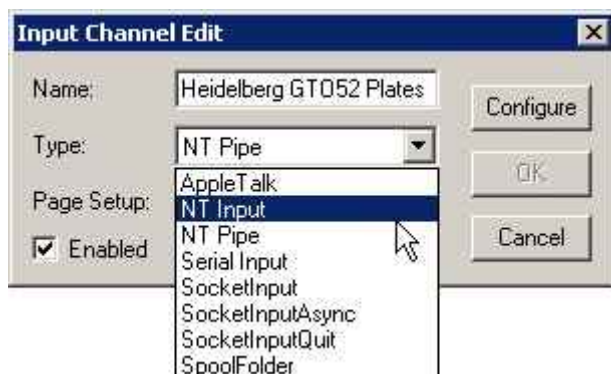 Input Channel Edit
Name: Heidelberg GTO52 Plates
Configure
Type: NT Pipe
OK
AppleTalk
Page Setup: NT Input
NT Pipe
Cancel
Enabled
Serial Input
SocketInput
SocketInputAsync
SocketInputQuit
SpoolFolder